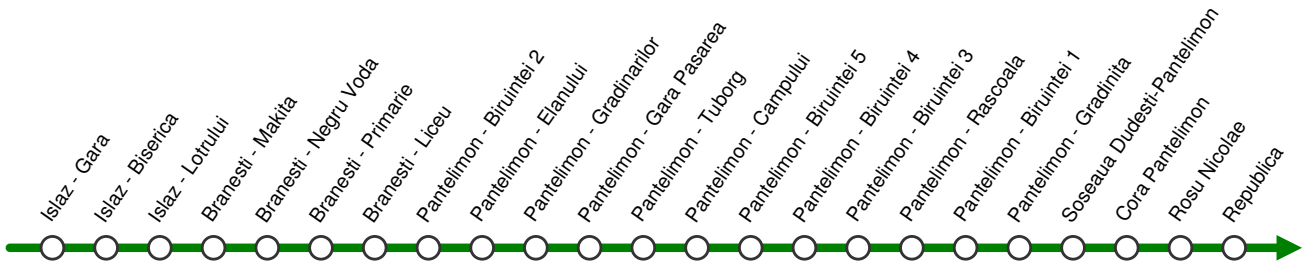 Islaz - Gara
Islaz - Biserica
Islaz - Lotrului
Branesti - Makita
Branesti - Negru Voda
Branesti - Primarie
Branesti - Liceu
Pantelimon - Biruintei 2
Pantelimon - Elanului
Pantelimon - Gradinarilor
Pantelimon - Gara Pasarea
Pantelimon - Tuborg
Pantelimon - Campului
Pantelimon - Biruintei 5
Pantelimon - Biruintei 4
Pantelimon - Biruintei 3
Pantelimon - Rascoala
Pantelimon - Biruintei 1
Pantelimon - Gradinita
Soseaua Dudesti-Pantelimon
Cora Pantelimon
Rosu Nicolae
Republica